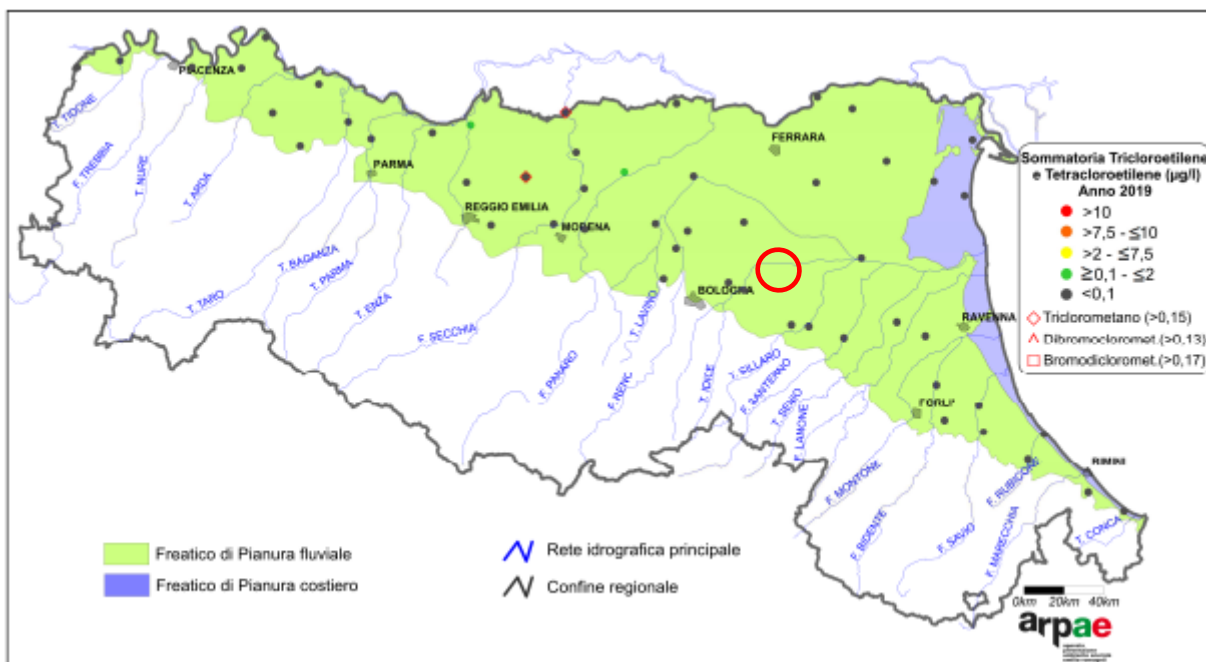 PIACENZA
T. TIDONE
F. TREBBIA
T. NURE
T. ARDA
PARMA
FERRARA
REGGIO EMILIA
MODENA
T. TARO
T. BAGANZA
T. PARMA
T. ENZA
F. SECCHIA
F. PANARO
T. LAVINO
F. RENO
BOLOGNA
T. IDICE
T. SILLARO
F. SANTERNO
T. SENIO
F. LAMONE
RAVENNA
FORLI'
F. MONTONE
F. BIDENTE
F. SAVIO
F. RUBICONE
F. MARECCHIA
RIMINI
T. CONCA
Sommatoria Tricloroetilene
e Tetracloroetilene (µg/l)
Anno 2019
>10
>7,5 - ≤10
>2 - ≤7,5
≥0,1 - ≤2
<0,1
Triclorometano (>0,15)
Dibromocloromet.(>0,13)
Bromodicloromet.(>0,17)
Freatico di Pianura fluviale
Freatico di Pianura costiero
Rete idrografica principale
Confine regionale
0km 20km 40km
arpae